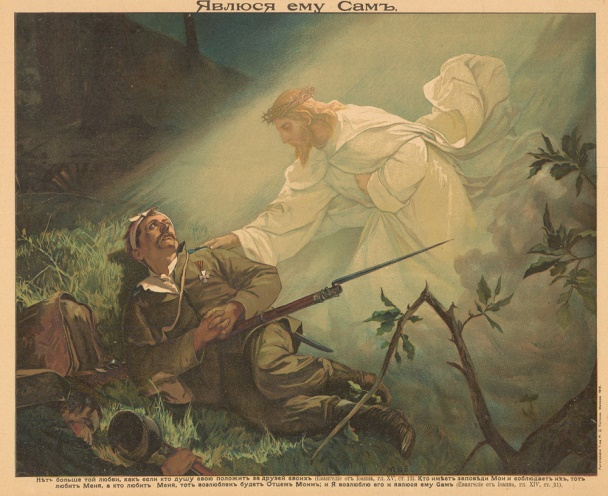 Явлюся ему Самъ.
Нѣтъ больше той любви, какъ если кто душу свою положитъ за друзей своихъ (Евангеліе отъ Іоанна, гл. XV, ст. 13). Кто имѣетъ заповѣди Мои и соблюдаетъ ихъ, тотъ
любитъ Меня, а кто любитъ Меня, тотъ возлюбленъ будетъ Отцемъ Моимъ; и Я возлюблю его и явлюся ему Самъ (Евангеліе отъ Іоанна, гл. XIV, ст. 21).